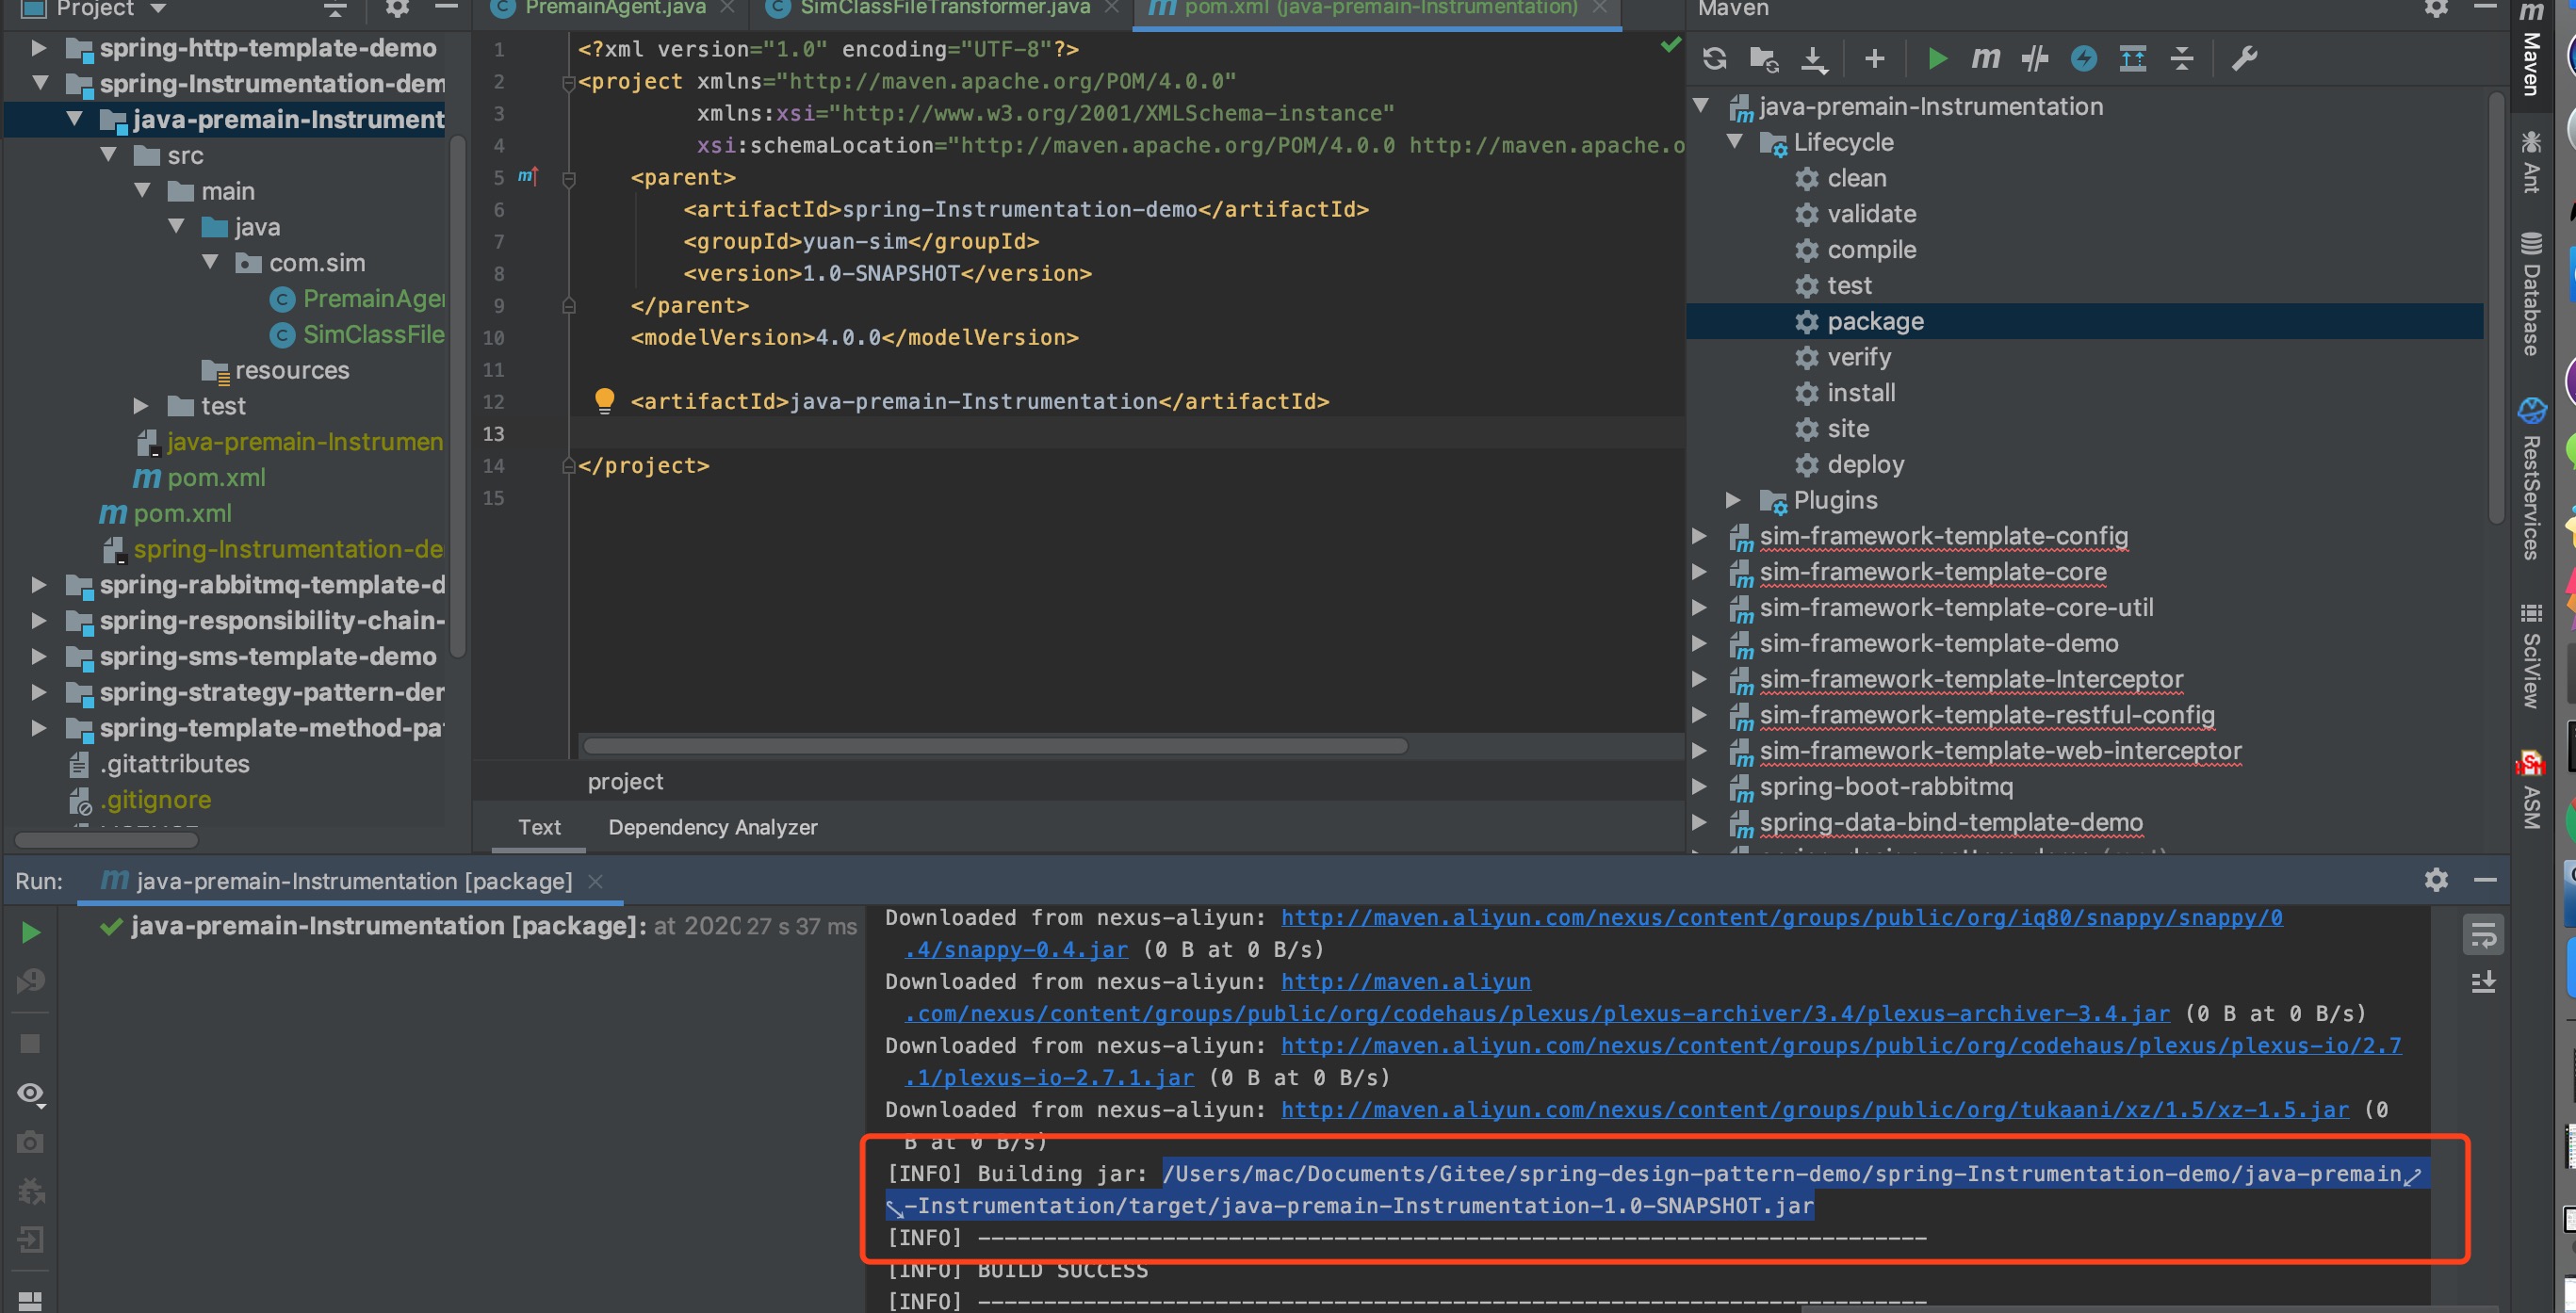 Project
spring-http-template-demo
spring-Instrumentation-dem
java-premain-Instrument
src
main
java
com.sim
PremainAger
SimClassFile
resources
test
java-premain-Instrumen
pom.xml
pom.xml
spring-Instrumentation-de
spring-rabbitmq-template-d
spring-responsibility-chain-
spring-sms-template-demo
spring-strategy-pattern-der
spring-template-method-pa
.gitattributes
.gitignore
PremainAgent.java
SimClassFileTransformer.java
pom.xml (java-premain-Instrumentation)
1 <?xml version="1.0" encoding="UTF-8"?>
2 <project xmlns="http://maven.apache.org/POM/4.0.0"
3 xmlns:xsi="http://www.w3.org/2001/XMLSchema-instance"
4 xsi:schemaLocation="http://maven.apache.org/POM/4.0.0 http://maven.apache.o
5 <parent>
6 <artifactId>spring-Instrumentation-demo</artifactId>
7 <groupId>yuan-sim</groupId>
8 <version>1.0-SNAPSHOT</version>
9 </parent>
10 <modelVersion>4.0.0</modelVersion>
11
12 <artifactId>java-premain-Instrumentation</artifactId>
13
14 </project>
15
project
Text Dependency Analyzer
Maven
java-premain-Instrumentation
Lifecycle
clean
validate
compile
test
package
verify
install
site
deploy
Plugins
sim-framework-template-config
sim-framework-template-core
sim-framework-template-core-util
sim-framework-template-demo
sim-framework-template-Interceptor
sim-framework-template-restful-config
sim-framework-template-web-interceptor
spring-boot-rabbitmq
spring-data-bind-template-demo
Maven
Ant
Database
RestServices
SciView
ASM
Run: java-premain-Instrumentation [package]
java-premain-Instrumentation [package]: at 2020 27 s 37 ms
Downloaded from nexus-aliyun: http://maven.aliyun.com/nexus/content/groups/public/org/iq80/snappy/snappy/0
.4/snappy-0.4.jar (0 B at 0 B/s)
Downloaded from nexus-aliyun: http://maven.aliyun
.com/nexus/content/groups/public/org/codehaus/plexus/plexus-archiver/3.4/plexus-archiver-3.4.jar (0 B at 0 B/s)
Downloaded from nexus-aliyun: http://maven.aliyun.com/nexus/content/groups/public/org/codehaus/plexus/plexus-io/2.7
.1/plexus-io-2.7.1.jar (0 B at 0 B/s)
Downloaded from nexus-aliyun: http://maven.aliyun.com/nexus/content/groups/public/org/tukaani/xz/1.5/xz-1.5.jar (0
B at 0 B/s)
[INFO] Building jar: /Users/mac/Documents/Gitee/spring-design-pattern-demo/spring-Instrumentation-demo/java-premain
-Instrumentation/target/java-premain-Instrumentation-1.0-SNAPSHOT.jar
[INFO] ------------------------------------------------------------------------
[INFO] BUILD SUCCESS
[INFO] ------------------------------------------------------------------------